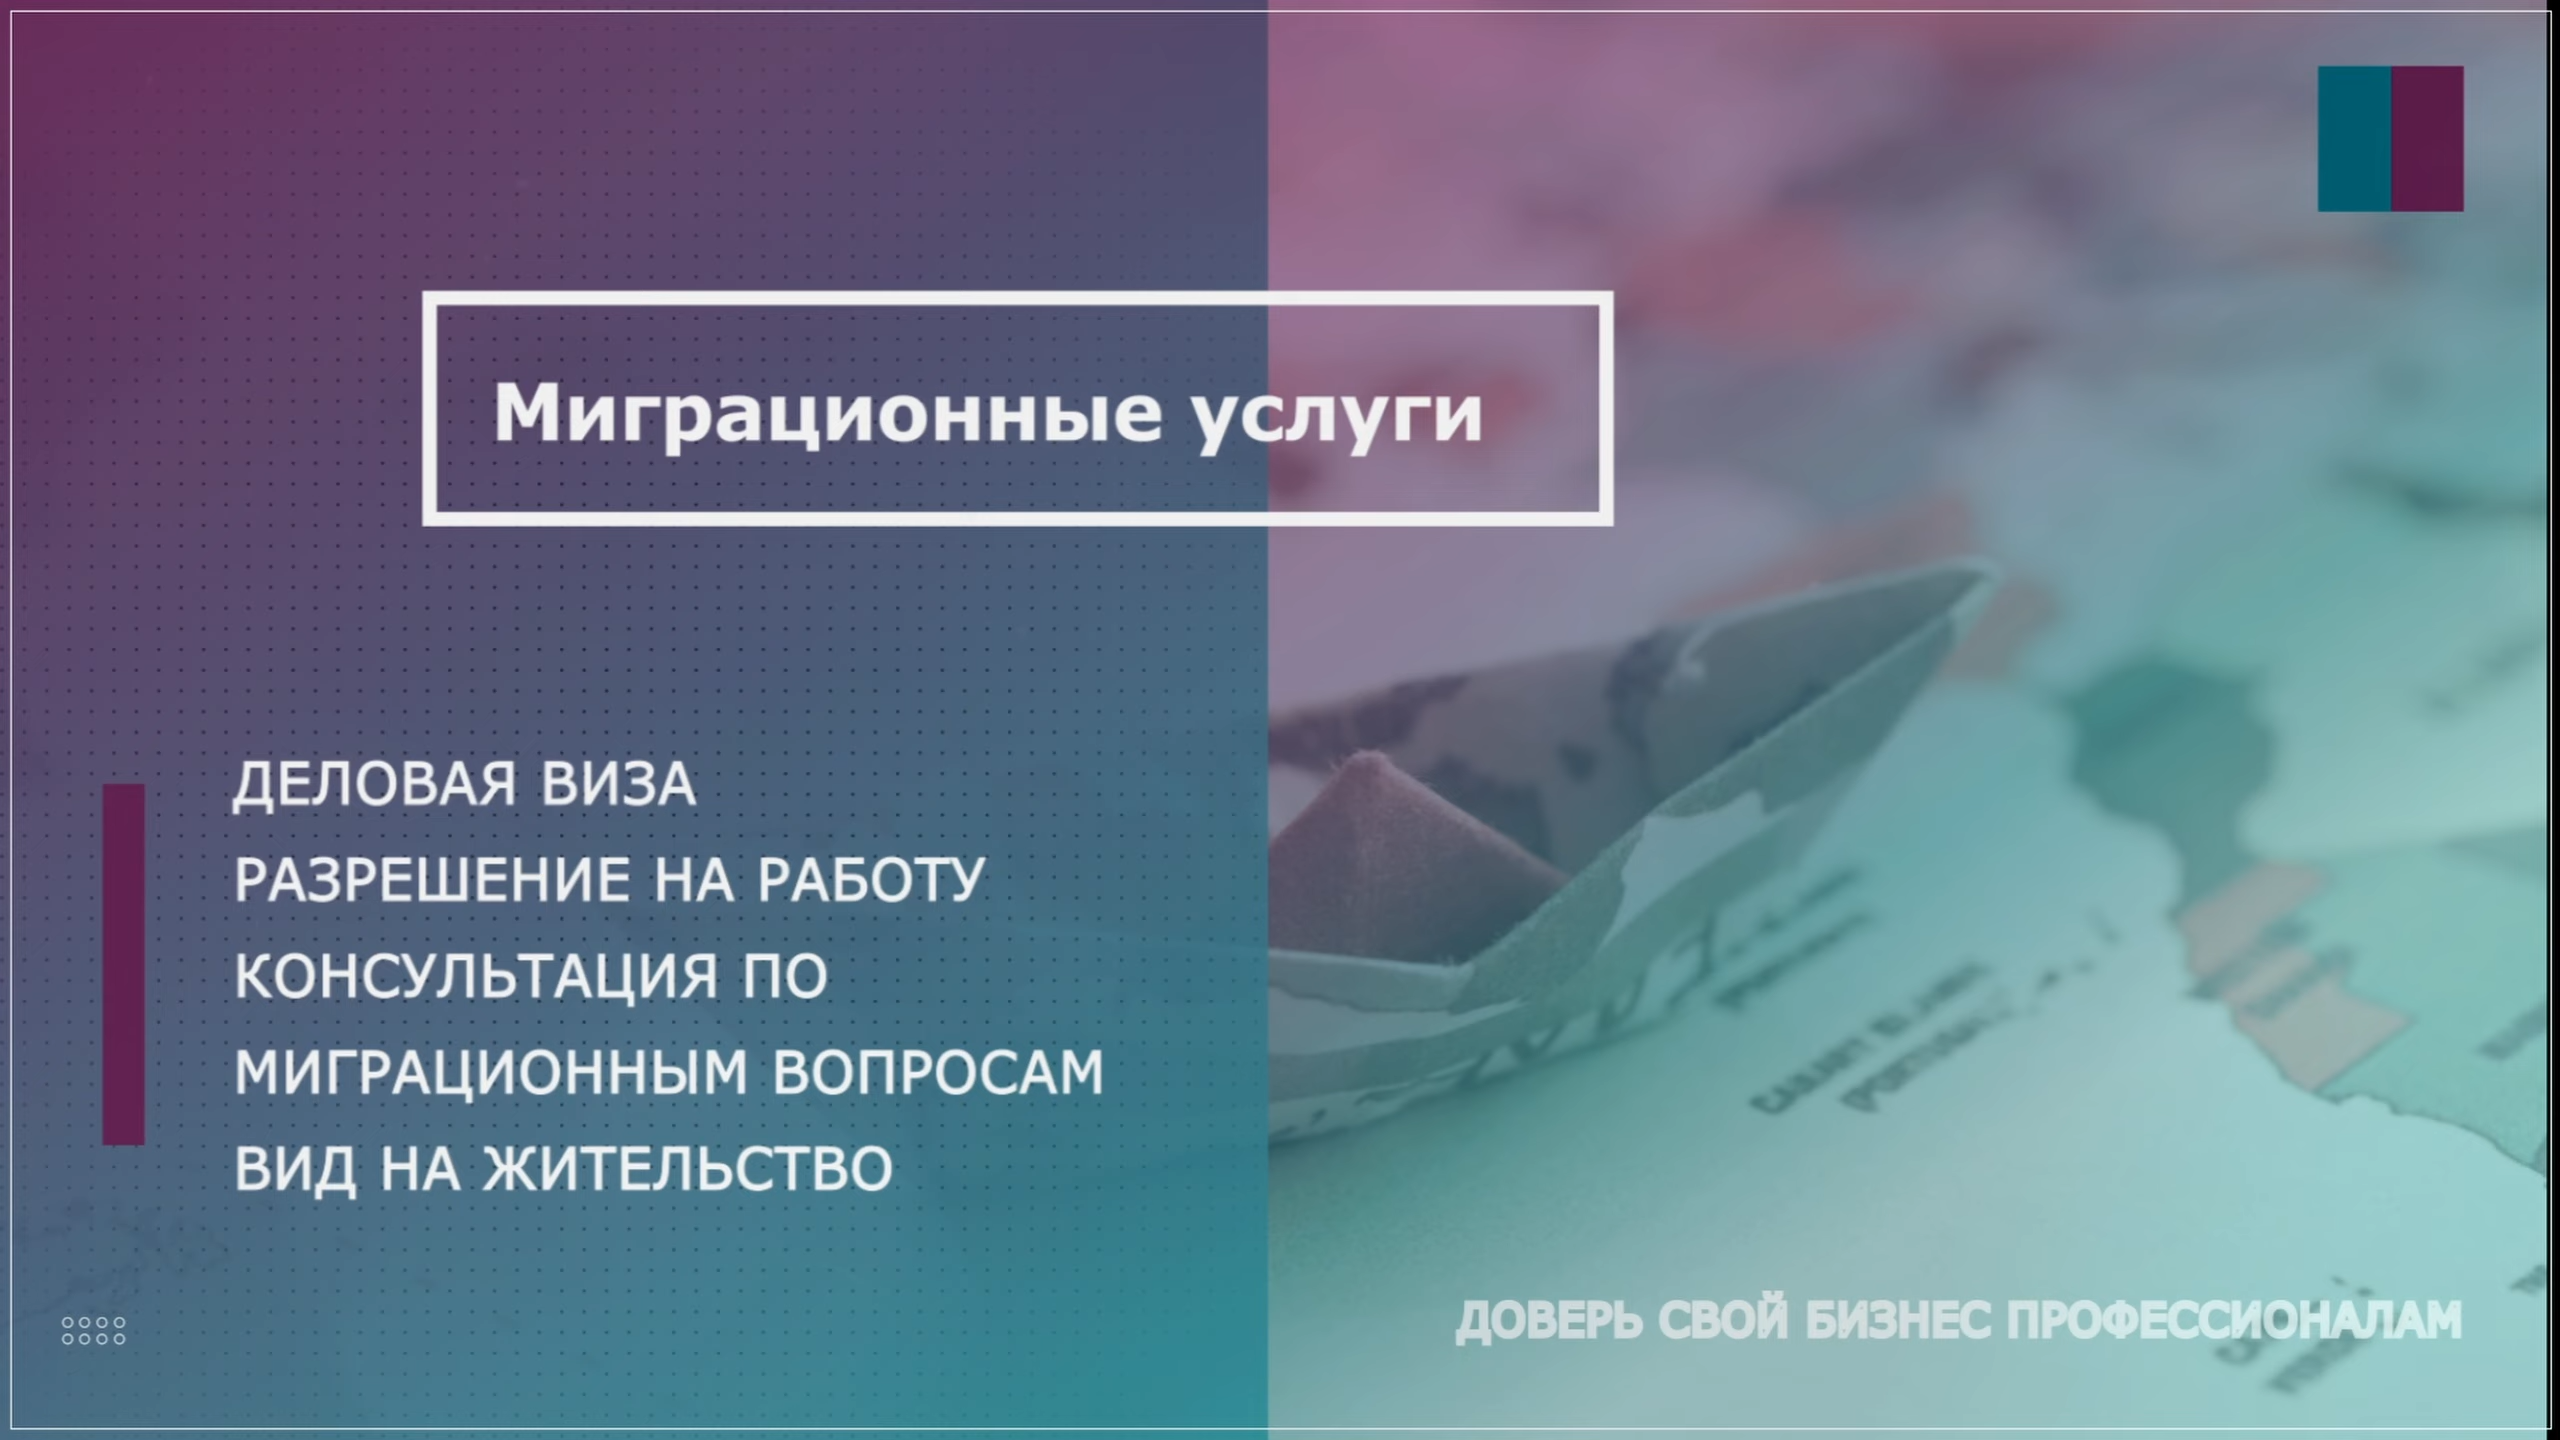 Миграционные услуги
ДЕЛОВАЯ ВИЗА
РАЗРЕШЕНИЕ НА РАБОТУ
КОНСУЛЬТАЦИЯ ПО
МИГРАЦИОННЫМ ВОПРОСАМ
ВИД НА ЖИТЕЛЬСТВО
ДОВЕРЬ СВОЙ БИЗНЕС ПРОФЕССИОНАЛАМ